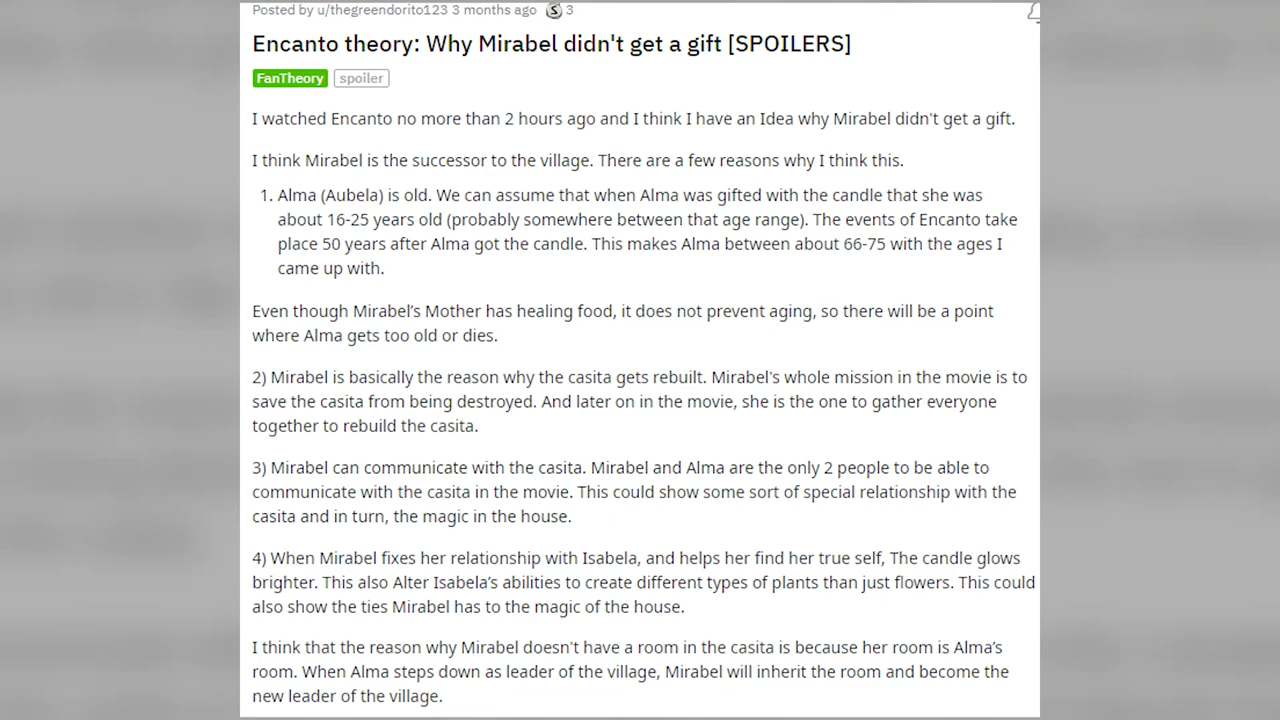 Posted by u/thegreendorito123 3 months ago S 3
Encanto theory: Why Mirabel didn't get a gift [SPOILERS]
FanTheory spoiler
I watched Encanto no more than 2 hours ago and I think I have an Idea why Mirabel didn't get a gift.
I think Mirabel is the successor to the village. There are a few reasons why I think this.
1. Alma (Aubela) is old. We can assume that when Alma was gifted with the candle that she was
about 16-25 years old (probably somewhere between that age range). The events of Encanto take
place 50 years after Alma got the candle. This makes Alma between about 66-75 with the ages I
came up with.
Even though Mirabel's Mother has healing food, it does not prevent aging, so there will be a point
where Alma gets too old or dies.
2) Mirabel is basically the reason why the casita gets rebuilt. Mirabel's whole mission in the movie is to
save the casita from being destroyed. And later on in the movie, she is the one to gather everyone
together to rebuild the casita.
3) Mirabel can communicate with the casita. Mirabel and Alma are the only 2 people to be able to
communicate with the casita in the movie. This could show some sort of special relationship with the
casita and in turn, the magic in the house.
4) When Mirabel fixes her relationship with Isabela, and helps her find her true self, The candle glows
brighter. This also Alter Isabela's abilities to create different types of plants than just flowers. This could
also show the ties Mirabel has to the magic of the house.
I think that the reason why Mirabel doesn't have a room in the casita is because her room is Alma's
room. When Alma steps down as leader of the village, Mirabel will inherit the room and become the
new leader of the village.